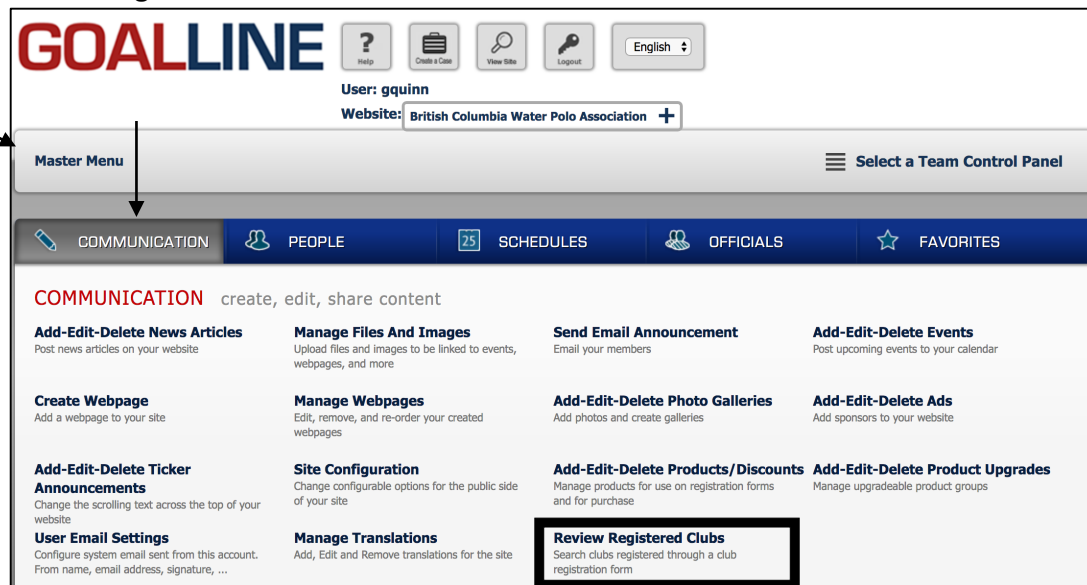 GOALLINE
Help
Create a Case
View Site
Logout
English
User: gquinn
Website: British Columbia Water Polo Association
Master Menu
Select a Team Control Panel
COMMUNICATION
PEOPLE
25 SCHEDULES
OFFICIALS
FAVORITES
COMMUNICATION create, edit, share content
Add-Edit-Delete News Articles
Post news articles on your website
Manage Files And Images
Upload files and images to be linked to events,
webpages, and more
Send Email Announcement
Email your members
Add-Edit-Delete Events
Post upcoming events to your calendar
Create Webpage
Add a webpage to your site
Manage Webpages
Edit, remove, and re-order your created
webpages
Add-Edit-Delete Photo Galleries
Add photos and create galleries
Add-Edit-Delete Ads
Add sponsors to your website
Add-Edit-Delete Ticker
Announcements
Change the scrolling text across the top of your
website
Site Configuration
Change configurable options for the public side
of your site
Add-Edit-Delete Products/Discounts
Manage products for use on registration forms
and for purchase
Add-Edit-Delete Product Upgrades
Manage upgradeable product groups
User Email Settings
Configure system email sent from this account.
From name, email address, signature, ...
Manage Translations
Add, Edit and Remove translations for the site
Review Registered Clubs
Search clubs registered through a club
registration form